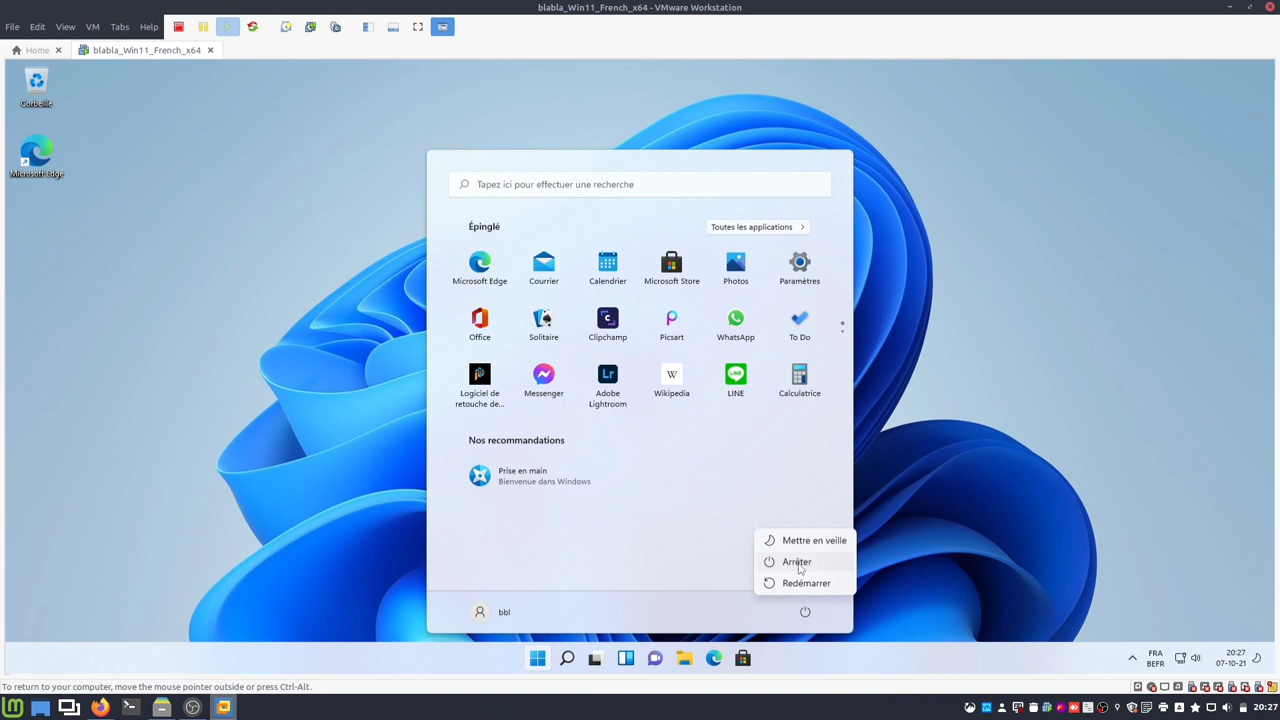 blabla_Win11_French_x64 - VMware Workstation
File Edit View VM Tabs Help
Home
blabla_Win11_French_x64
Corbeille
Microsoft Edge
Tapez ici pour effectuer une recherche
Épinglé
Toutes les applications
Microsoft Edge
Courrier
Calendrier
Microsoft Store
Photos
Paramètres
Office
Solitaire
Clipchamp
Picsart
WhatsApp
To Do
Logiciel de
retouche de...
Messenger
Adobe
Lightroom
Wikipedia
LINE
Calculatrice
Nos recommandations
Prise en main
Bienvenue dans Windows
Mettre en veille
Arrêter
Redémarrer
bbl
FRA
BEFR
20:27
07-10-21
To return to your computer, move the mouse pointer outside or press Ctrl-Alt.
20:27